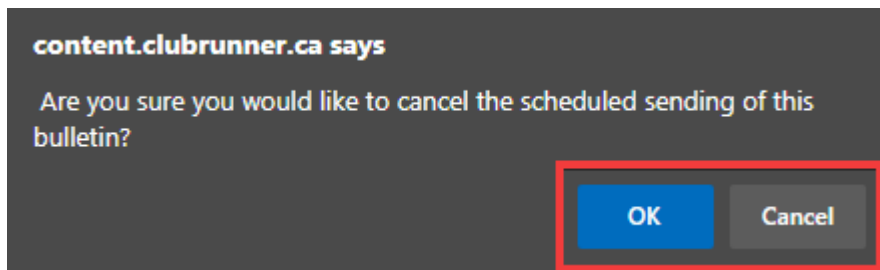 content.clubrunner.ca says
Are you sure you would like to cancel the scheduled sending of this
bulletin?
OK Cancel